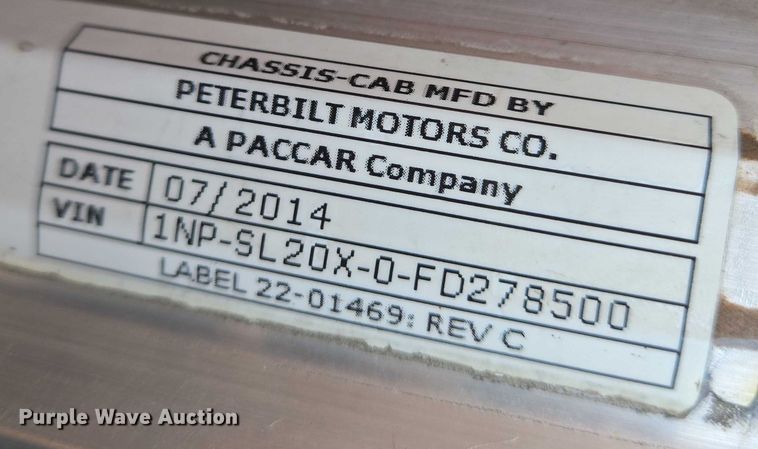 CHASSIS-CAB MFD BY
PETERBILT MOTORS CO.
A PACCAR Company
DATE 07/2014
VIN 1NP-SL20X-0-FD278500
LABEL 22-01469: REV C
Purple Wave Auction